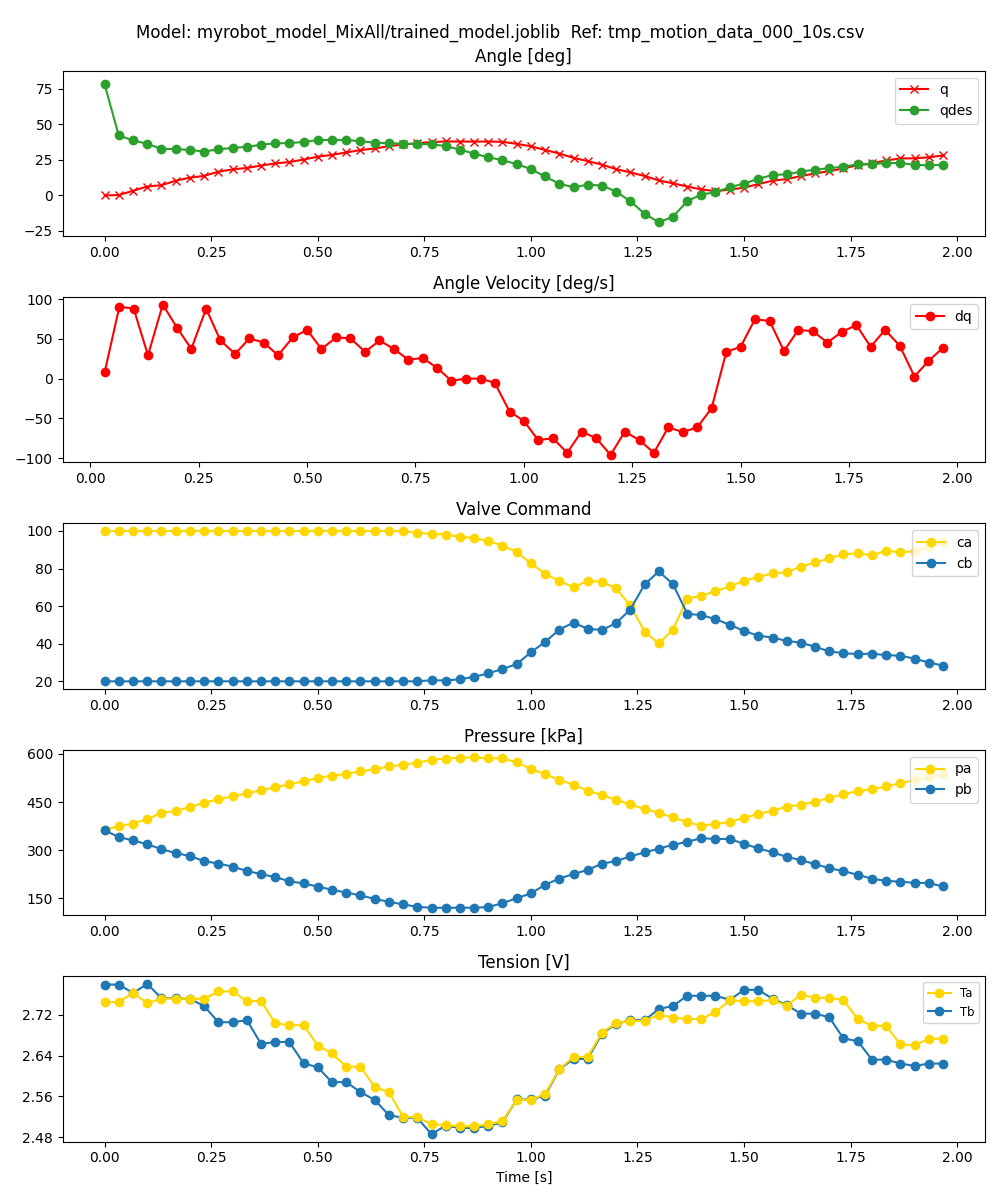 Model: myrobot_model_MixAll/trained_model.joblib  Ref: tmp_motion_data_000_10s.csv
Angle [deg]
75
50
25
0
−25
q
qdes
0.00 0.25 0.50 0.75 1.00 1.25 1.50 1.75 2.00
Angle Velocity [deg/s]
100
50
0
−50
−100
dq
0.00 0.25 0.50 0.75 1.00 1.25 1.50 1.75 2.00
Valve Command
100
80
60
40
20
ca
cb
0.00 0.25 0.50 0.75 1.00 1.25 1.50 1.75 2.00
Pressure [kPa]
600
450
300
150
pa
pb
0.00 0.25 0.50 0.75 1.00 1.25 1.50 1.75 2.00
Tension [V]
2.72
2.64
2.56
2.48
Ta
Tb
0.00 0.25 0.50 0.75 1.00 1.25 1.50 1.75 2.00
Time [s]